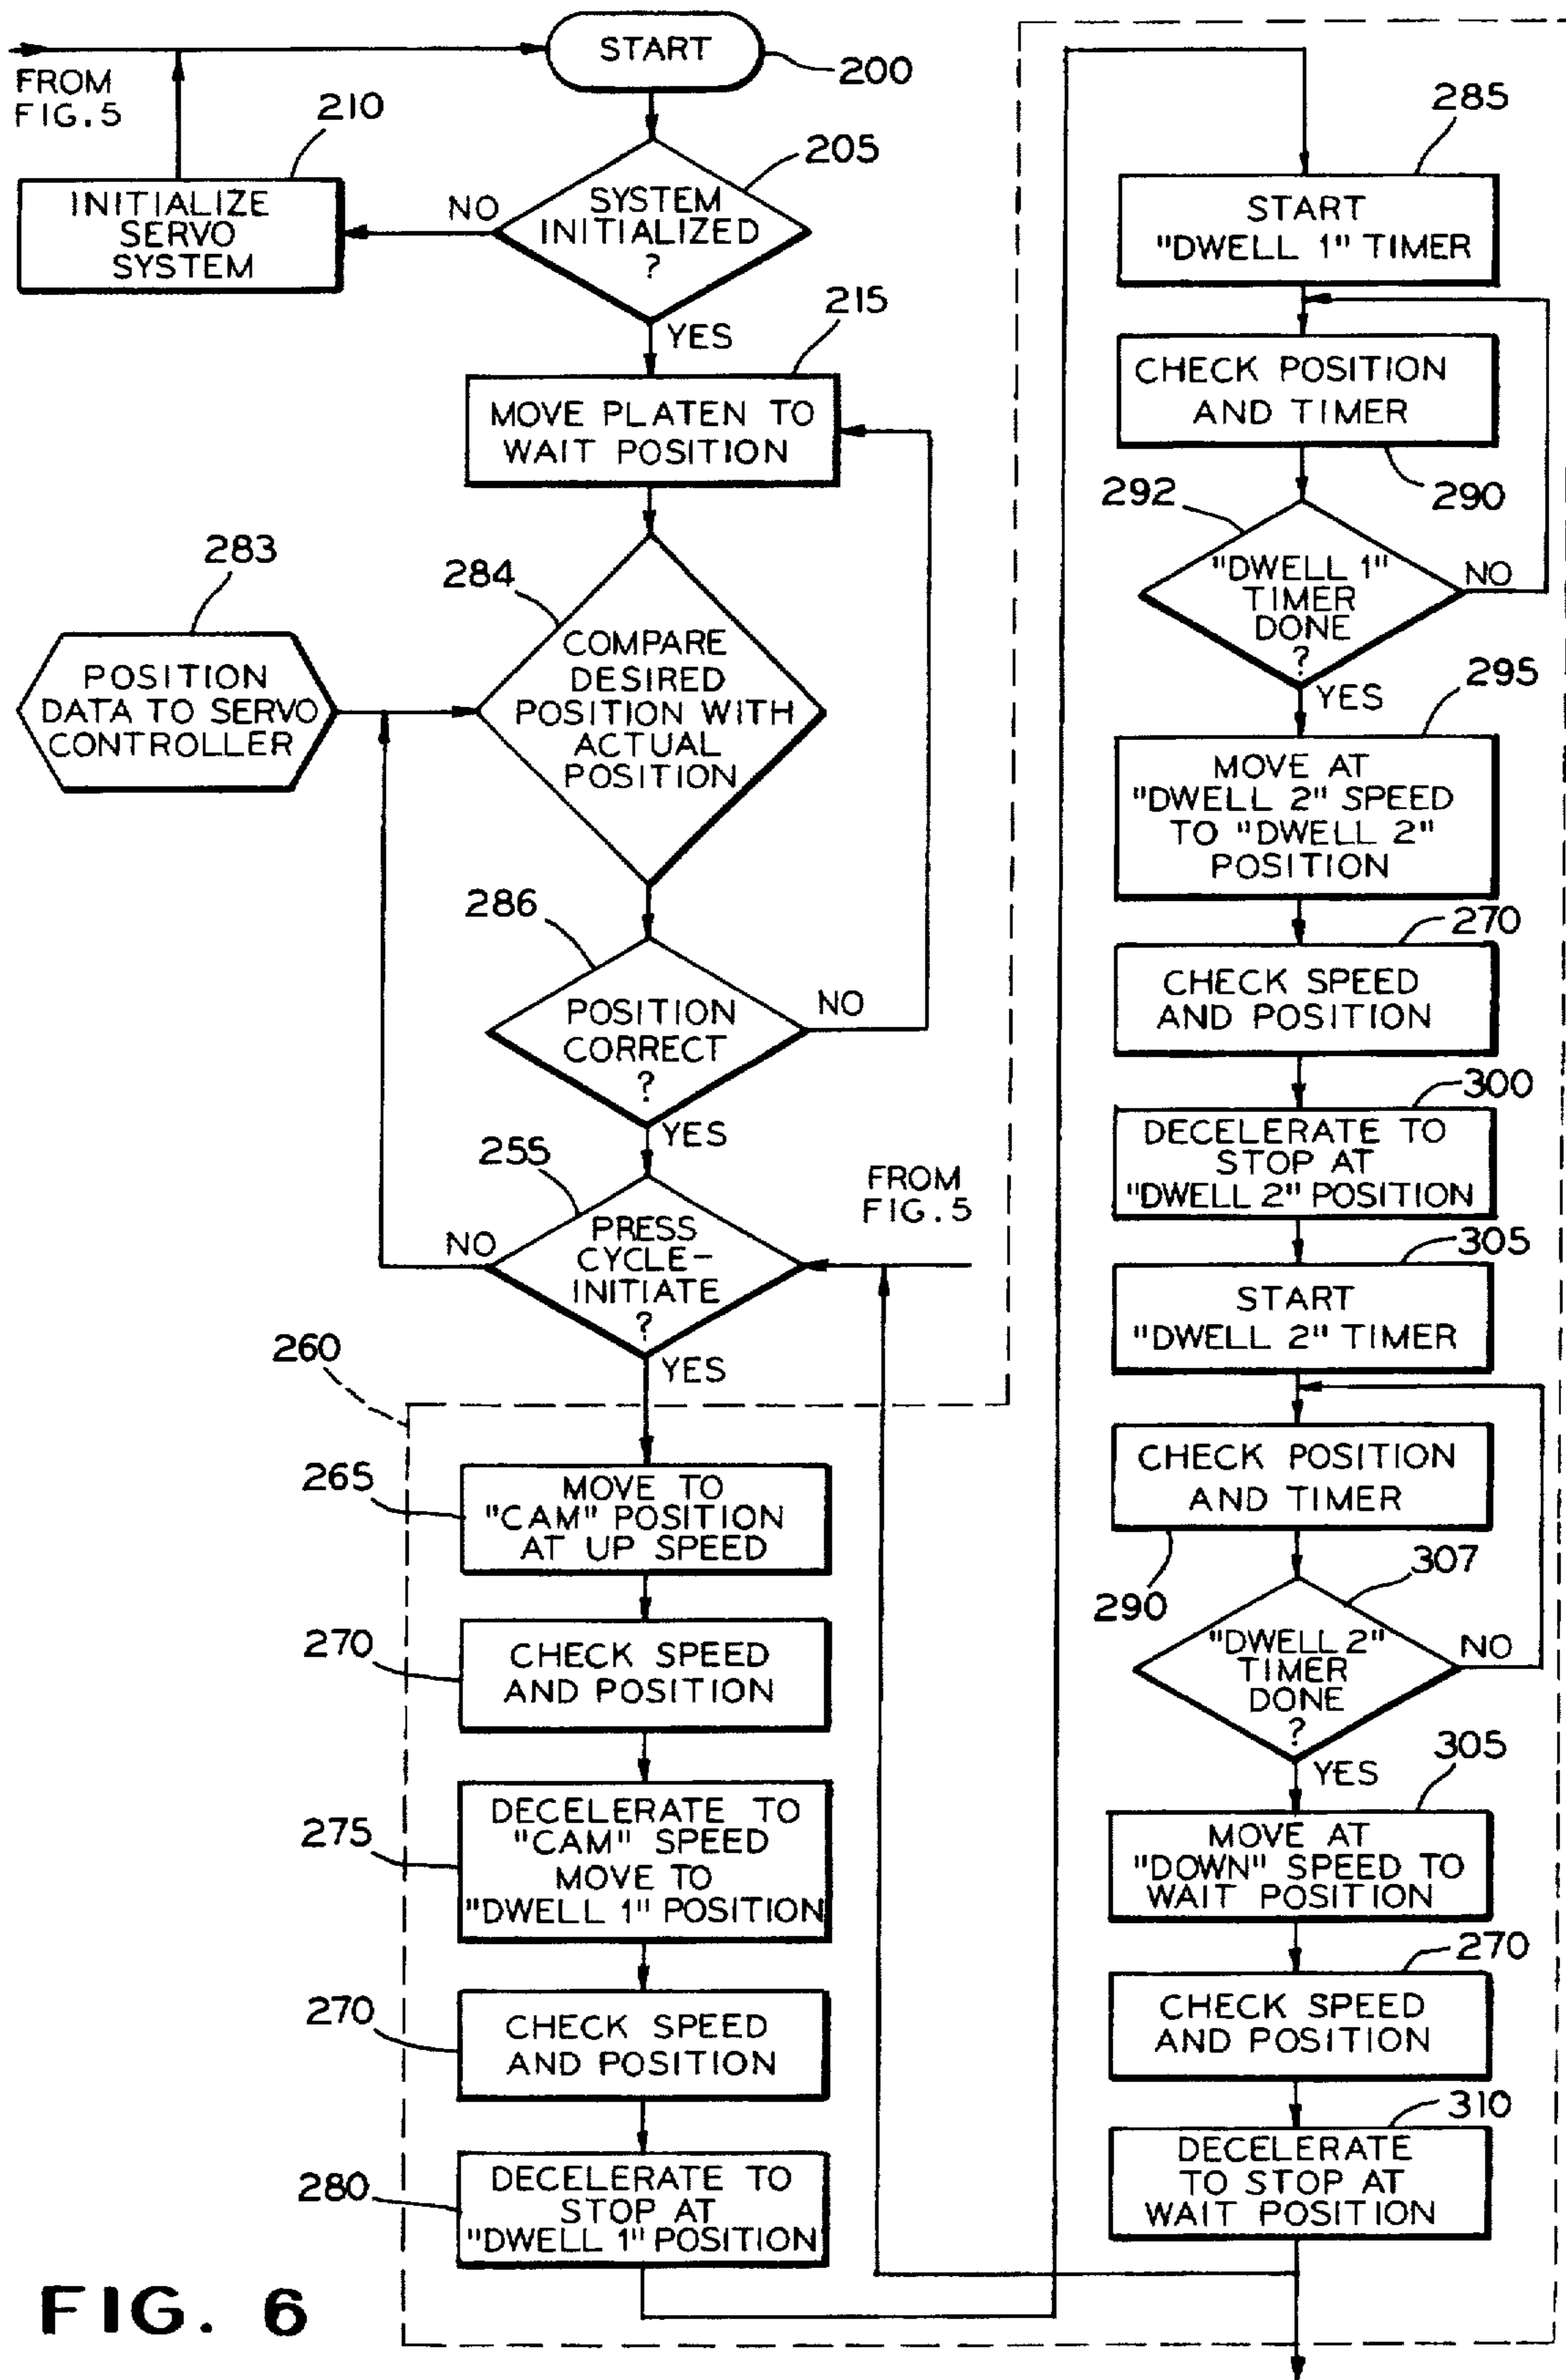 START
200
FROM
FIG.5
210
INITIALIZE
SERVO
SYSTEM
205
SYSTEM
INITIALIZED
?
NO
YES
215
MOVE PLATEN TO
WAIT POSITION
283
POSITION
DATA TO SERVO
CONTROLLER
284
COMPARE
DESIRED
POSITION WITH
ACTUAL
POSITION
286
POSITION
CORRECT
?
NO
YES
255
PRESS
CYCLE-
INITIATE
?
NO
YES
FROM
FIG.5
260
265
MOVE TO
"CAM" POSITION
AT UP SPEED
270
CHECK SPEED
AND POSITION
275
DECELERATE TO
"CAM" SPEED
MOVE TO
"DWELL 1" POSITION
270
CHECK SPEED
AND POSITION
280
DECELERATE TO
STOP AT
"DWELL 1" POSITION
285
START
"DWELL 1" TIMER
CHECK POSITION
AND TIMER
290
292
"DWELL 1"
TIMER
DONE
?
NO
YES
295
MOVE AT
"DWELL 2" SPEED
TO "DWELL 2"
POSITION
270
CHECK SPEED
AND POSITION
300
DECELERATE TO
STOP AT
"DWELL 2" POSITION
305
START
"DWELL 2" TIMER
CHECK POSITION
AND TIMER
290
307
"DWELL 2"
TIMER
DONE
?
NO
YES
305
MOVE AT
"DOWN" SPEED TO
WAIT POSITION
270
CHECK SPEED
AND POSITION
310
DECELERATE
TO STOP AT
WAIT POSITION
FIG. 6